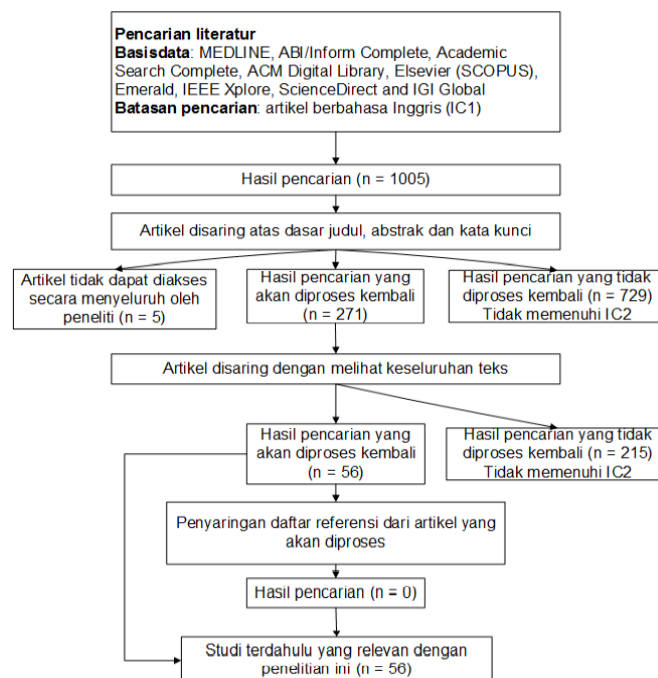 Pencarian literatur
Basisdata: MEDLINE, ABI/Inform Complete, Academic
Search Complete, ACM Digital Library, Elsevier (SCOPUS),
Emerald, IEEE Xplore, ScienceDirect and IGI Global
Batasan pencarian: artikel berbahasa Inggris (IC1)
Hasil pencarian (n = 1005)
Artikel disaring atas dasar judul, abstrak dan kata kunci
Artikel tidak dapat diakses
secara menyeluruh oleh
peneliti (n = 5)
Hasil pencarian yang
akan diproses kembali
(n = 271)
Hasil pencarian yang tidak
diproses kembali (n = 729)
Tidak memenuhi IC2
Artikel disaring dengan melihat keseluruhan teks
Hasil pencarian yang
akan diproses kembali
(n = 56)
Hasil pencarian yang tidak
diproses kembali (n = 215)
Tidak memenuhi IC2
Penyaringan daftar referensi dari artikel yang
akan diproses
Hasil pencarian (n = 0)
Studi terdahulu yang relevan dengan
penelitian ini (n = 56)